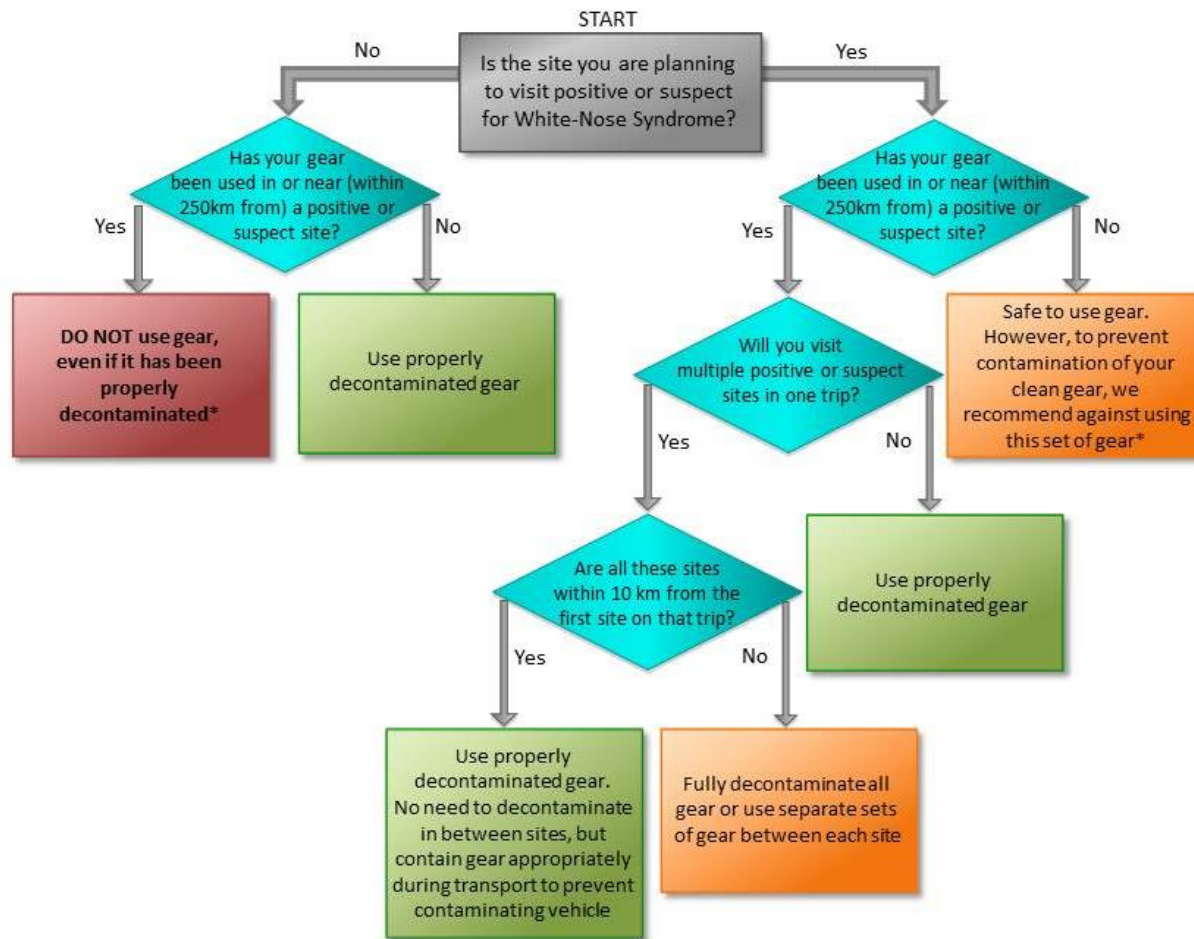 START
No
Yes
Is the site you are planning
to visit positive or suspect
for White-Nose Syndrome?
Has your gear
been used in or near (within
250km from) a positive or
suspect site?
Has your gear
been used in or near (within
250km from) a positive or
suspect site?
Yes
No
Yes
No
DO NOT use gear,
even if it has been
properly
decontaminated*
Use properly
decontaminated gear
Will you visit
multiple positive or suspect
sites in one trip?
Safe to use gear.
However, to prevent
contamination of your
clean gear, we
recommend against using
this set of gear*
Yes
No
Are all these sites
within 10 km from the
first site on that trip?
Use properly
decontaminated gear
Yes
No
Use properly
decontaminated gear.
No need to decontaminate
in between sites, but
contain gear appropriately
during transport to prevent
contaminating vehicle
Fully decontaminate all
gear or use separate sets
of gear between each site